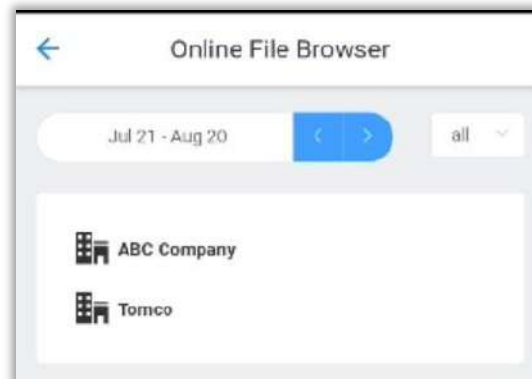 Online File Browser
Jul 21 - Aug 20
all
ABC Company
Tomco